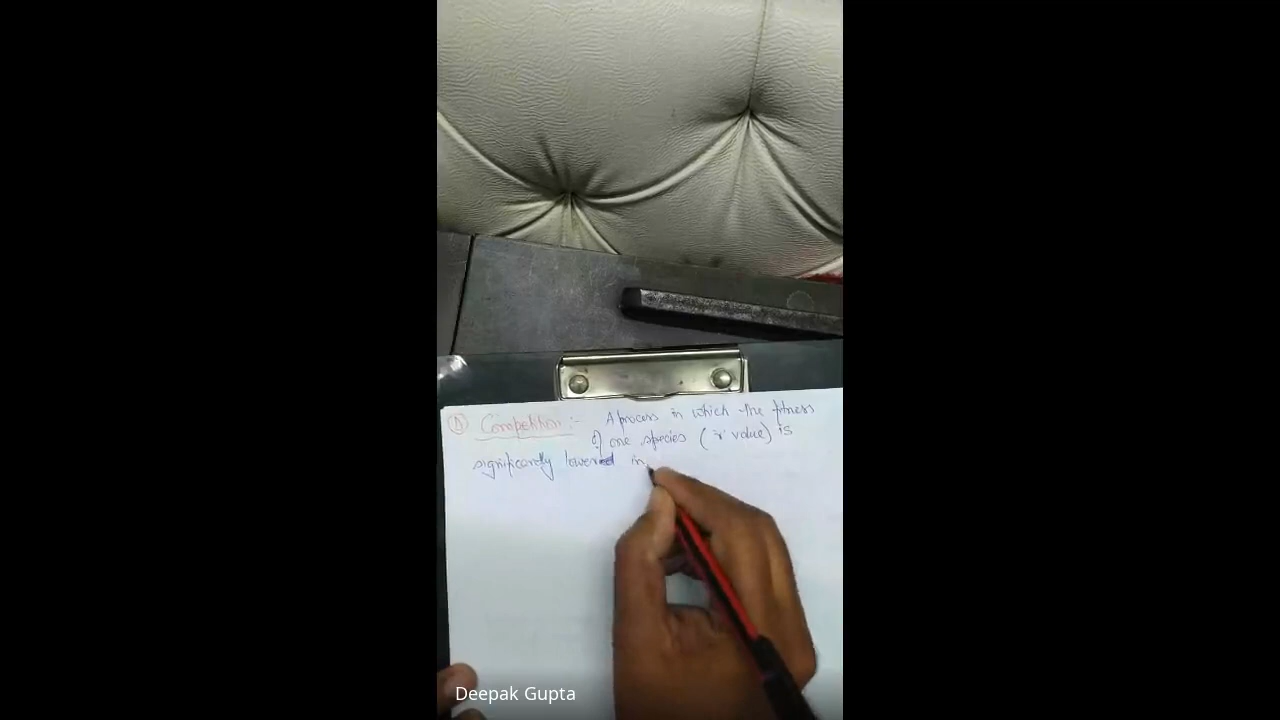 ① Competition :- A process in which the fitness
of one species ('r' value) is
significantly lowered in
Deepak Gupta